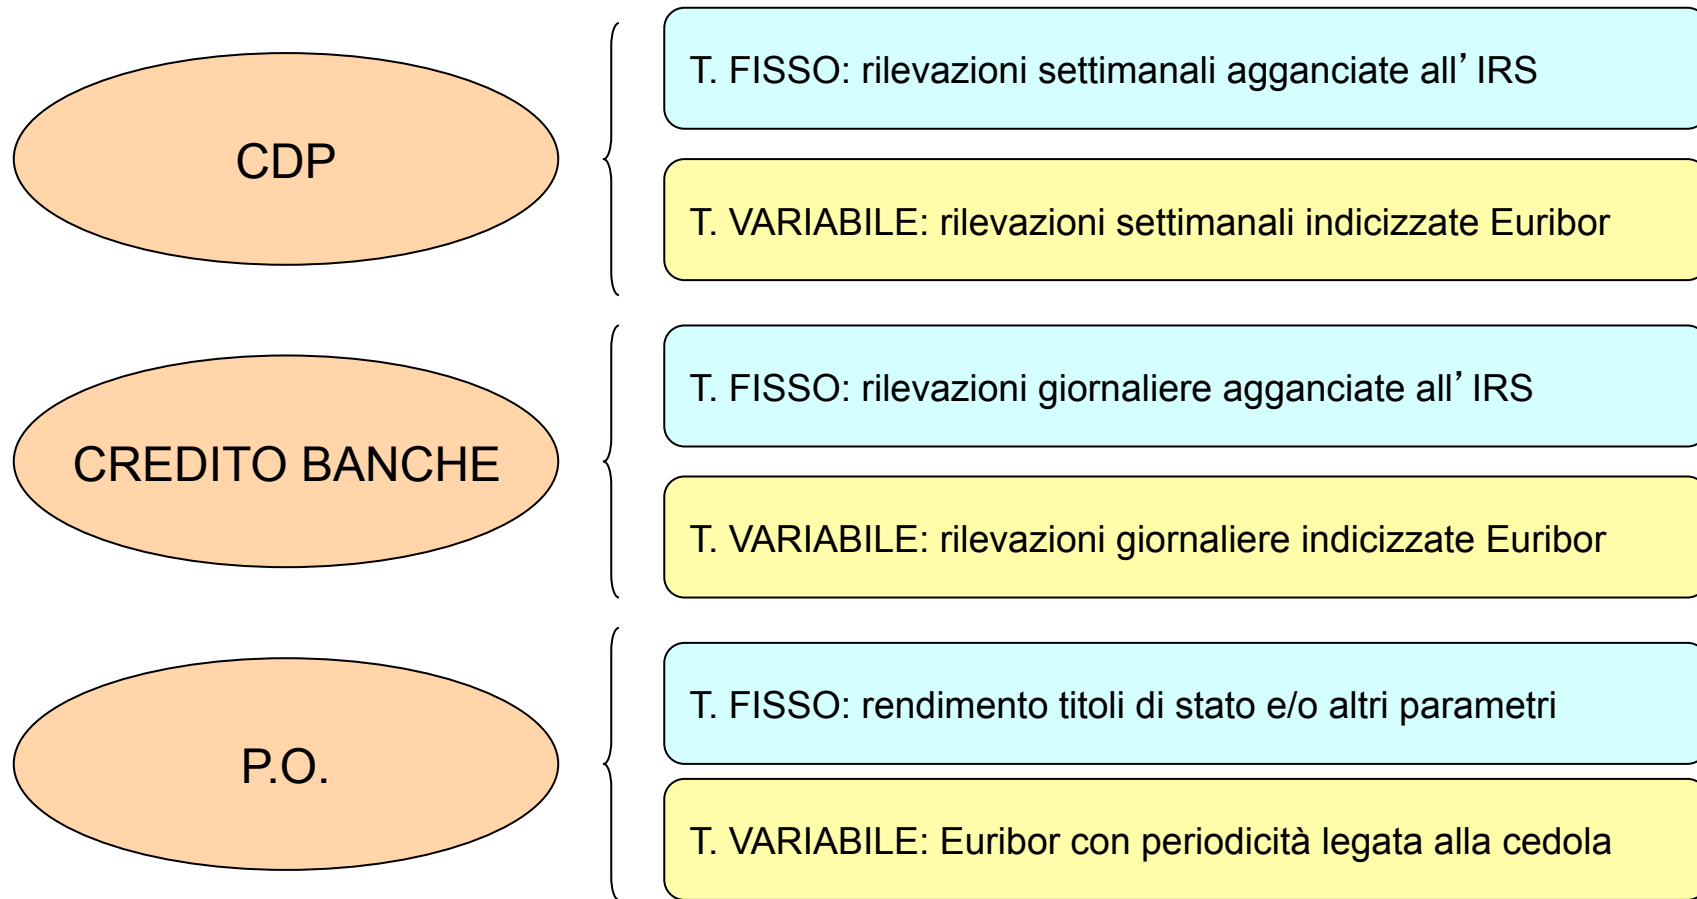 CDP
T. FISSO: rilevazioni settimanali agganciate all’ IRS
T. VARIABILE: rilevazioni settimanali indicizzate Euribor
CREDITO BANCHE
T. FISSO: rilevazioni giornaliere agganciate all’ IRS
T. VARIABILE: rilevazioni giornaliere indicizzate Euribor
P.O.
T. FISSO: rendimento titoli di stato e/o altri parametri
T. VARIABILE: Euribor con periodicità legata alla cedola